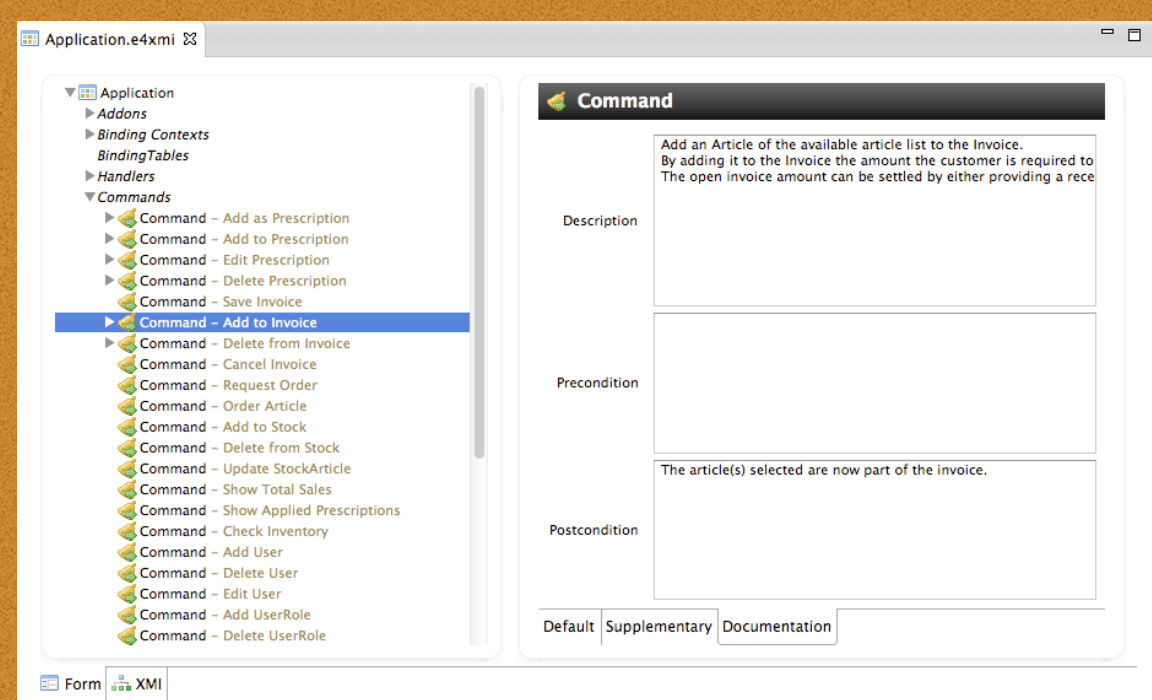 Application.e4xmi
Application
Addons
Binding Contexts
BindingTables
Handlers
Commands
Command – Add as Prescription
Command – Add to Prescription
Command – Edit Prescription
Command – Delete Prescription
Command – Save Invoice
Command – Add to Invoice
Command – Delete from Invoice
Command – Cancel Invoice
Command – Request Order
Command – Order Article
Command – Add to Stock
Command – Delete from Stock
Command – Update StockArticle
Command – Show Total Sales
Command – Show Applied Prescriptions
Command – Check Inventory
Command – Add User
Command – Delete User
Command – Edit User
Command – Add UserRole
Command – Delete UserRole
Command
Description
Add an Article of the available article list to the Invoice.
By adding it to the Invoice the amount the customer is required to
The open invoice amount can be settled by either providing a rece
Precondition
Postcondition
The article(s) selected are now part of the invoice.
Default Supplementary Documentation
Form XMI